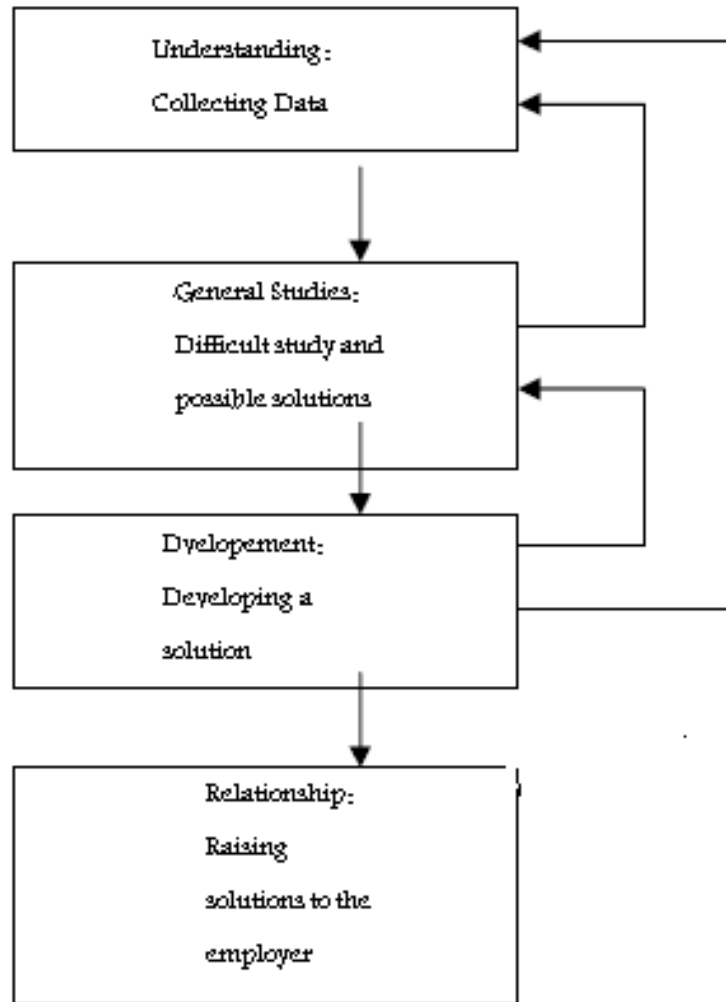 Understanding:
Collecting Data
General Studies:
Difficult study and
possible solutions
Dvelopement:
Developing a
solution
Relationship:
Raising
solutions to the
employer